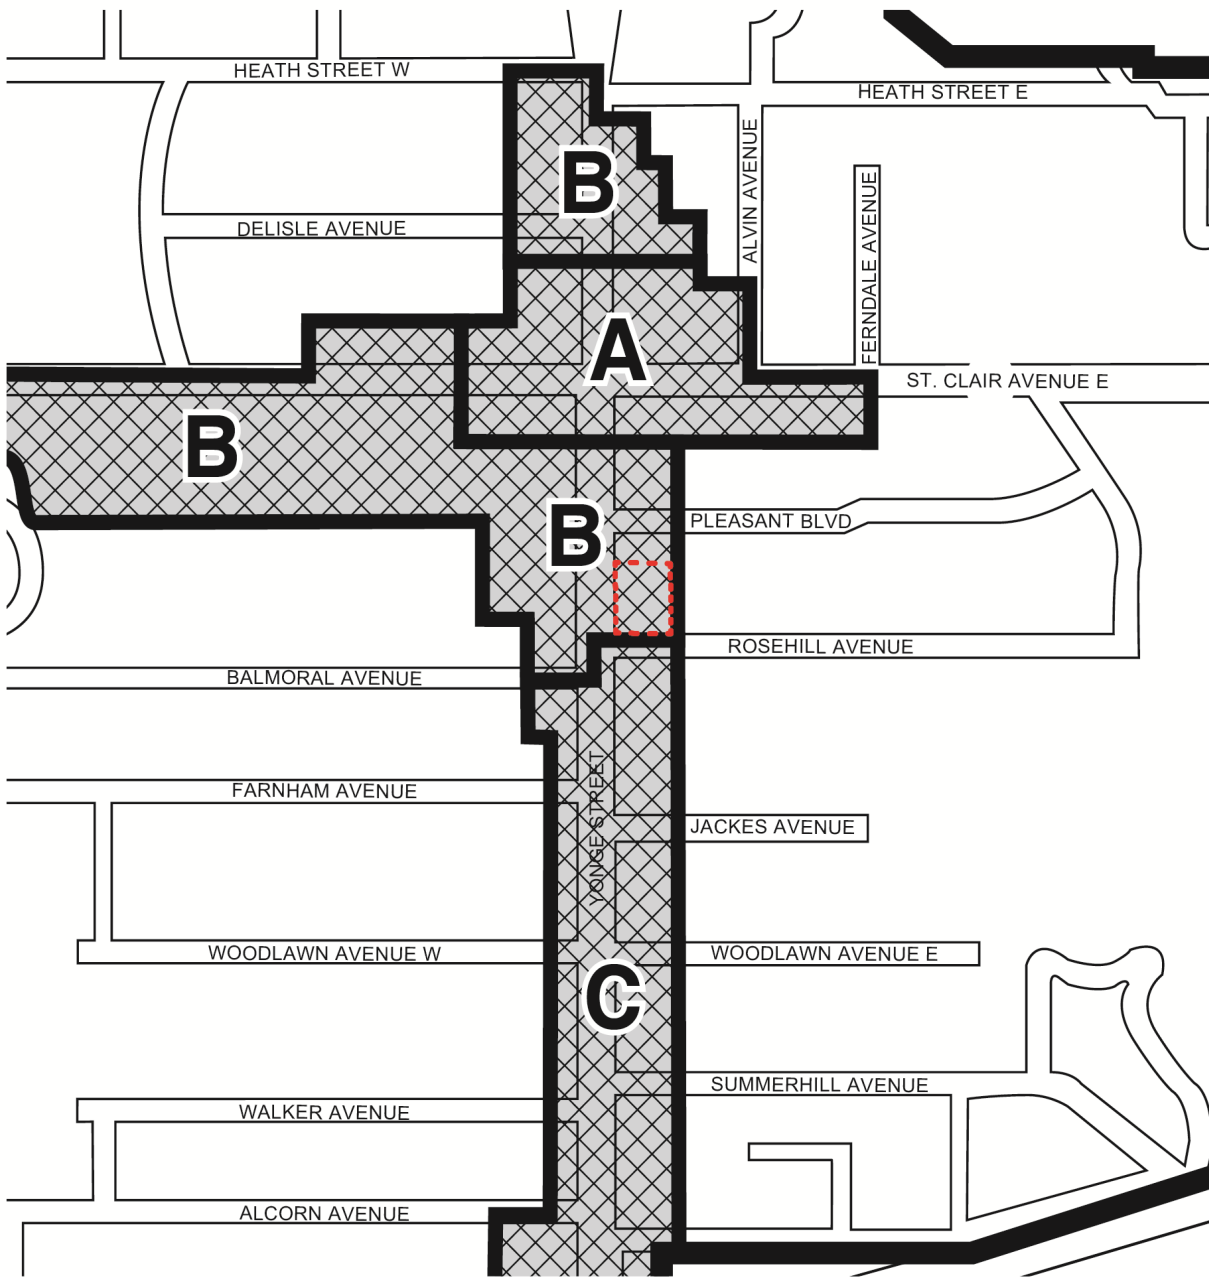 HEATH STREET W
HEATH STREET E
B
ALVIN AVENUE
FERNDALE AVENUE
DELISLE AVENUE
A
ST. CLAIR AVENUE E
B
B
PLEASANT BLVD
ROSEHILL AVENUE
BALMORAL AVENUE
YONGE STREET
FARNHAM AVENUE
JACKES AVENUE
WOODLAWN AVENUE W
WOODLAWN AVENUE E
C
SUMMERHILL AVENUE
WALKER AVENUE
ALCORN AVENUE